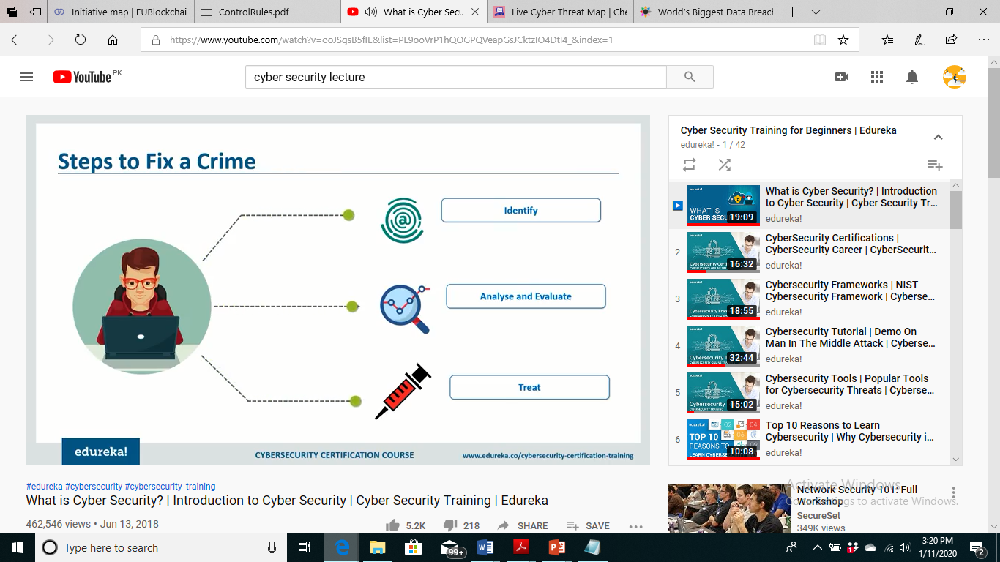 Initiative map | EUBlockchai
ControlRules.pdf
What is Cyber Secu
Live Cyber Threat Map | Che
World's Biggest Data Breach
https://www.youtube.com/watch?v=ooJSgsB5fIE&list=PL9ooVrP1hQOGPQVeapGsJCktzIO4DtI4_&index=1
YouTube PK
cyber security lecture
Steps to Fix a Crime
Identify
Analyse and Evaluate
Treat
edureka!
CYBERSECURITY CERTIFICATION COURSE
www.edureka.co/cybersecurity-certification-training
#edureka #cybersecurity #cybersecurity_training
What is Cyber Security? | Introduction to Cyber Security | Cyber Security Training | Edureka
462,546 views • Jun 13, 2018
5.2K
218
SHARE
SAVE
Cyber Security Training for Beginners | Edureka
edureka! - 1 / 42
WHAT IS
CYBER SECU
19:09
What is Cyber Security? | Introduction
to Cyber Security | Cyber Security Tr...
edureka!
2
16:32
CyberSecurity Certifications |
CyberSecurity Career | CyberSecurit...
edureka!
3
18:55
Cybersecurity Frameworks | NIST
Cybersecurity Framework | Cyberse...
edureka!
4
32:44
Cybersecurity Tutorial | Demo On
Man In The Middle Attack | Cyberse...
edureka!
5
15:02
Cybersecurity Tools | Popular Tools
for Cybersecurity Threats | Cyberse...
edureka!
6
TOP 10
REASONS TO
LEARN CYBERSE
10:08
Top 10 Reasons to Learn
Cybersecurity | Why Cybersecurity i...
edureka!
Network Security 101: Full
Workshop
SecureSet
349K views
Activate Windows
Go to Settings to activate Windows.
Type here to search
99+
3:20 PM
1/11/2020
2